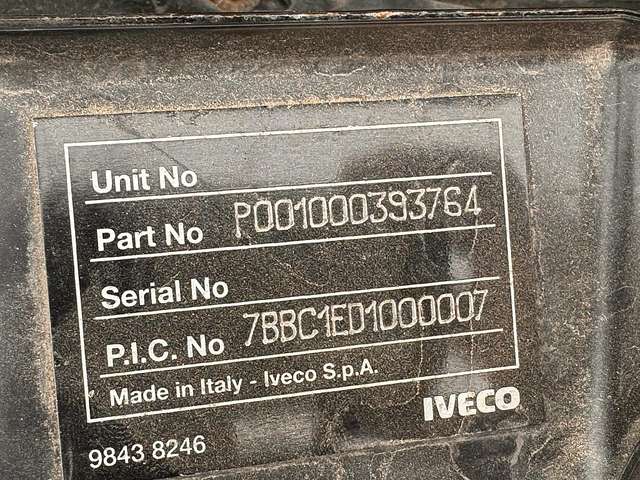 Unit No
Part No P001000393764
Serial No
P.I.C. No 7BBC1ED1000007
Made in Italy - Iveco S.p.A.
IVECO
9843 8246